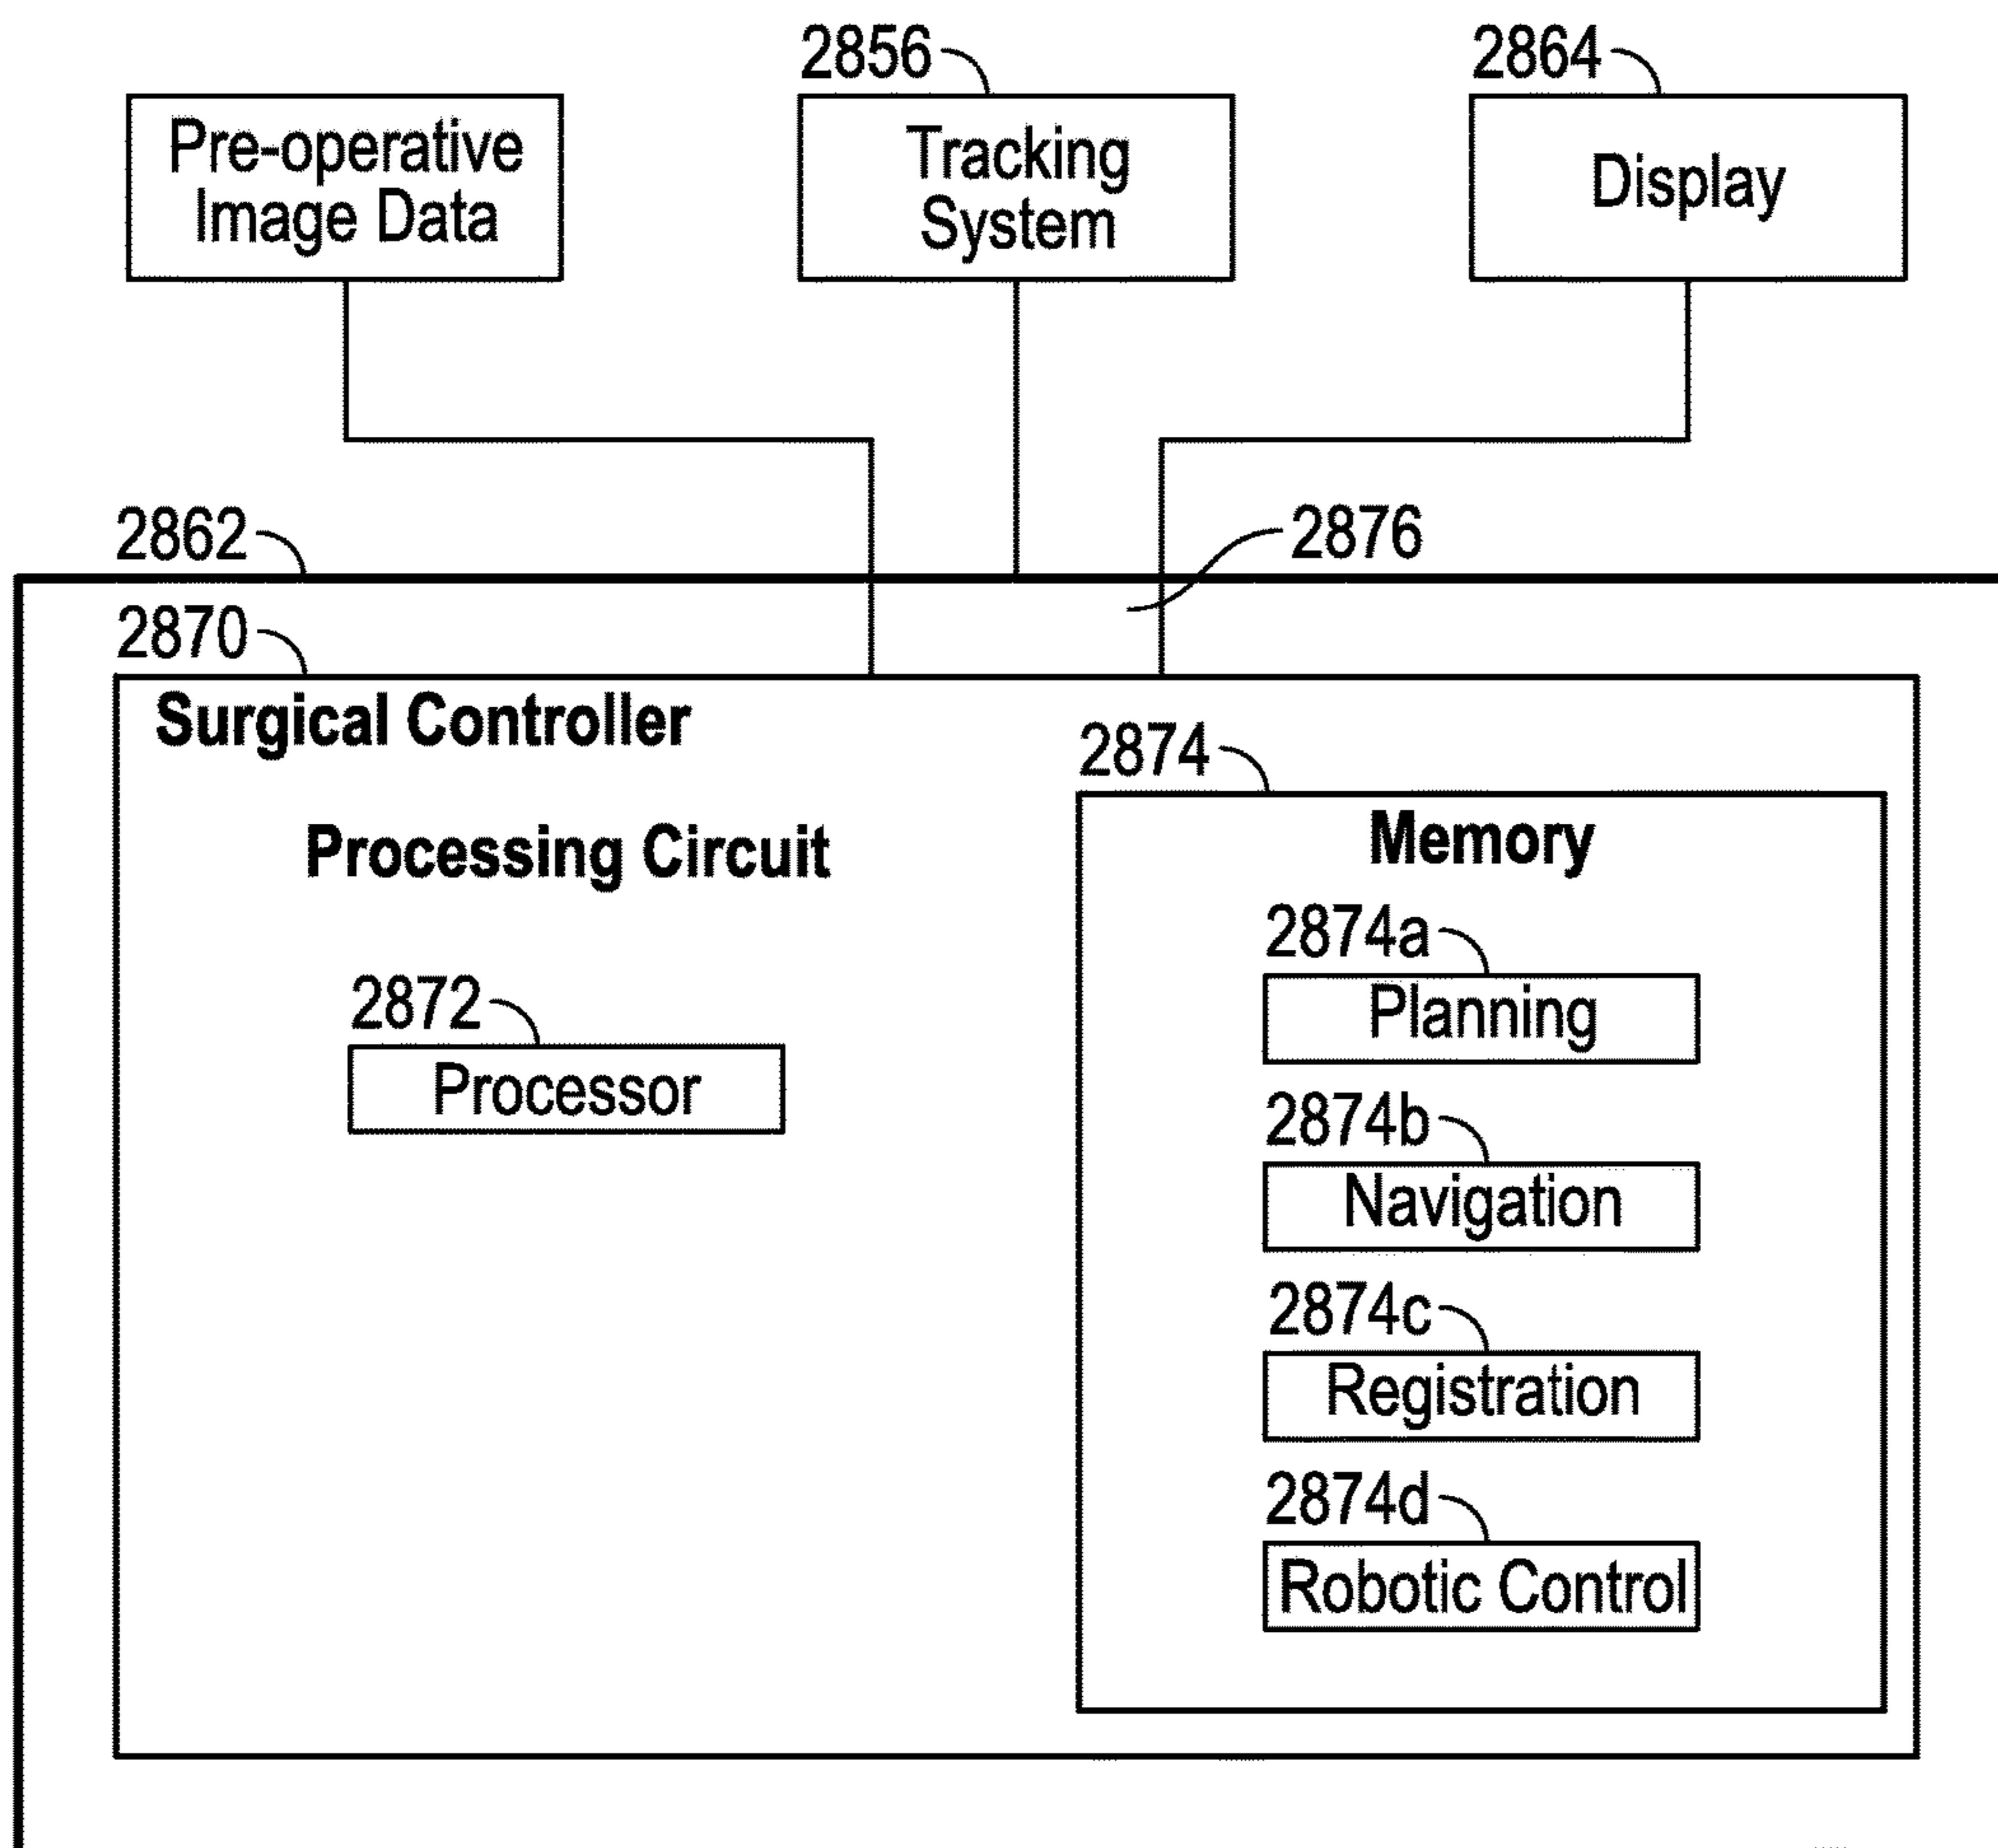 2856
2864
Pre-operative
Image Data
Tracking
System
Display
2862
2876
2870
Surgical Controller
Processing Circuit
2872
Processor
2874
Memory
2874a
Planning
2874b
Navigation
2874c
Registration
2874d
Robotic Control